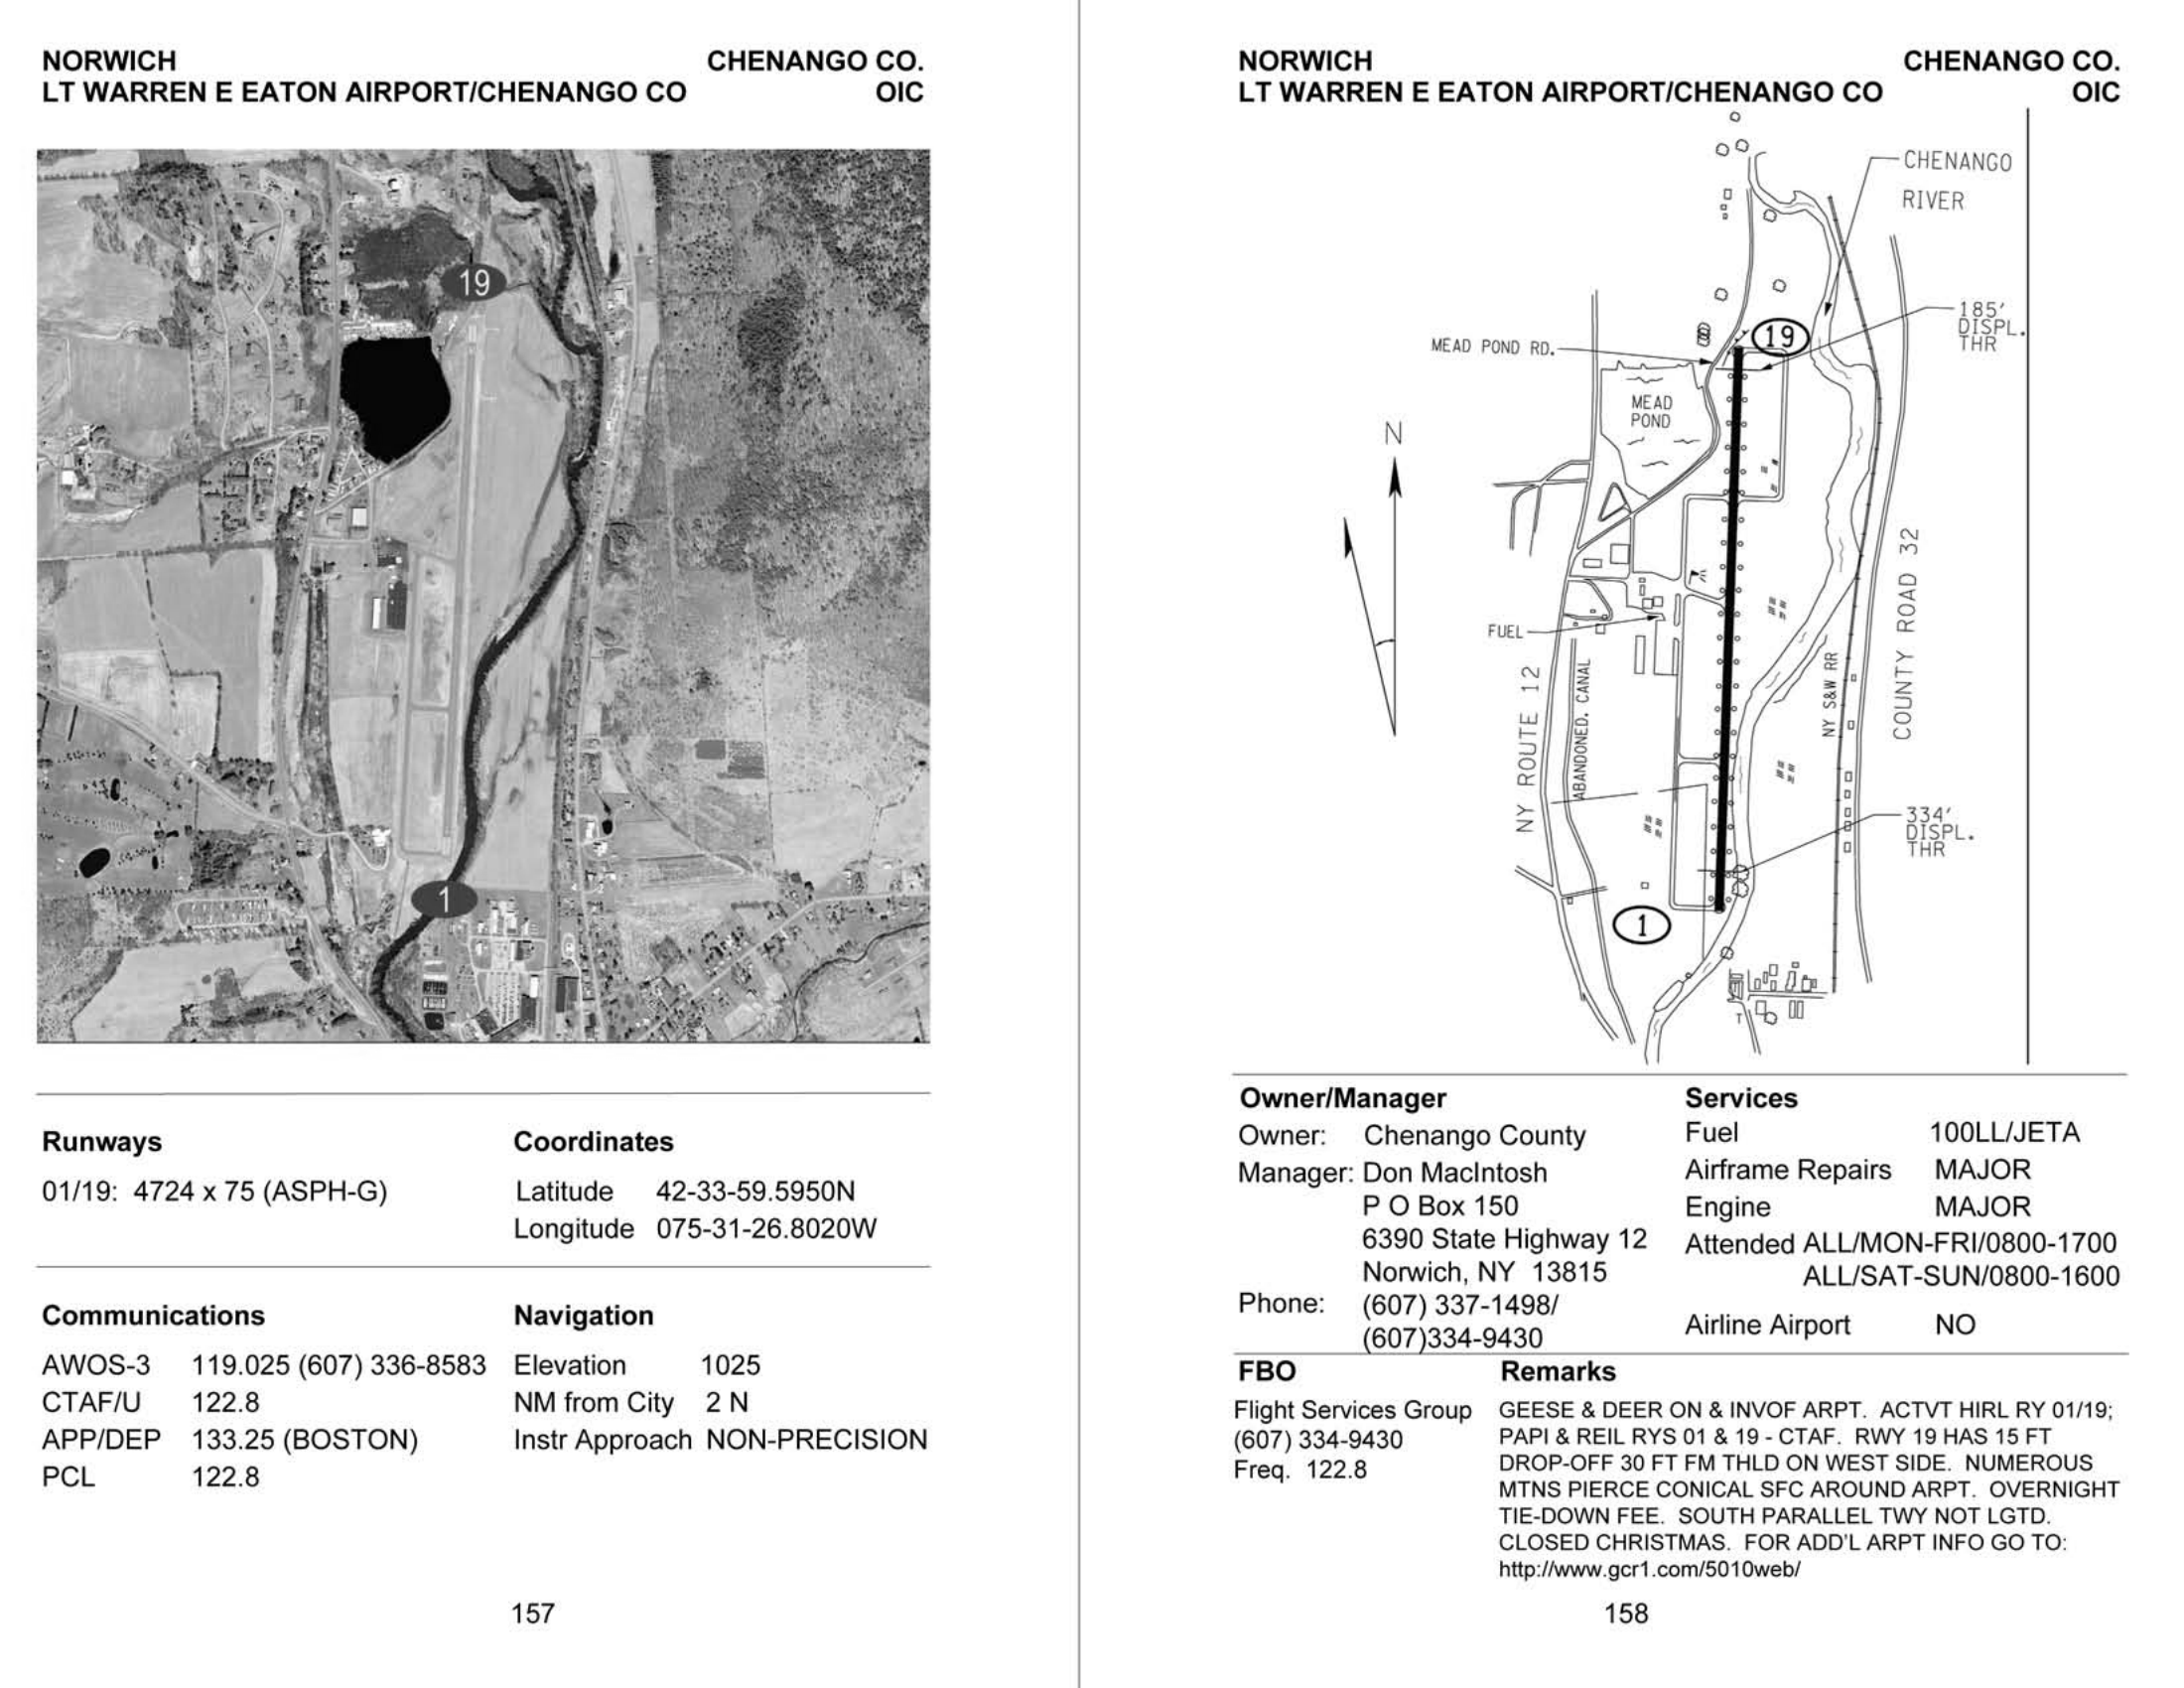 NORWICH CHENANGO CO.
LT WARREN E EATON AIRPORT/CHENANGO CO OIC
19
1
Runways
01/19: 4724 x 75 (ASPH-G)
Coordinates
Latitude 42-33-59.5950N
Longitude 075-31-26.8020W
Communications
AWOS-3 119.025 (607) 336-8583
CTAF/U 122.8
APP/DEP 133.25 (BOSTON)
PCL 122.8
Navigation
Elevation 1025
NM from City 2 N
Instr Approach NON-PRECISION
157
NORWICH CHENANGO CO.
LT WARREN E EATON AIRPORT/CHENANGO CO OIC
CHENANGO
RIVER
185'
DISPL.
THR
19
MEAD POND RD.
MEAD
POND
N
FUEL
NY ROUTE 12
ABANDONED. CANAL
NY S&W RR
COUNTY ROAD 32
334'
DISPL.
THR
1
T
Owner/Manager
Owner: Chenango County
Manager: Don MacIntosh
P O Box 150
6390 State Highway 12
Norwich, NY 13815
Phone: (607) 337-1498/
(607)334-9430
Services
Fuel 100LL/JETA
Airframe Repairs MAJOR
Engine MAJOR
Attended ALL/MON-FRI/0800-1700
ALL/SAT-SUN/0800-1600
Airline Airport NO
FBO
Flight Services Group
(607) 334-9430
Freq. 122.8
Remarks
GEESE & DEER ON & INVOF ARPT. ACTVT HIRL RY 01/19;
PAPI & REIL RYS 01 & 19 - CTAF. RWY 19 HAS 15 FT
DROP-OFF 30 FT FM THLD ON WEST SIDE. NUMEROUS
MTNS PIERCE CONICAL SFC AROUND ARPT. OVERNIGHT
TIE-DOWN FEE. SOUTH PARALLEL TWY NOT LGTD.
CLOSED CHRISTMAS. FOR ADD'L ARPT INFO GO TO:
http://www.gcr1.com/5010web/
158